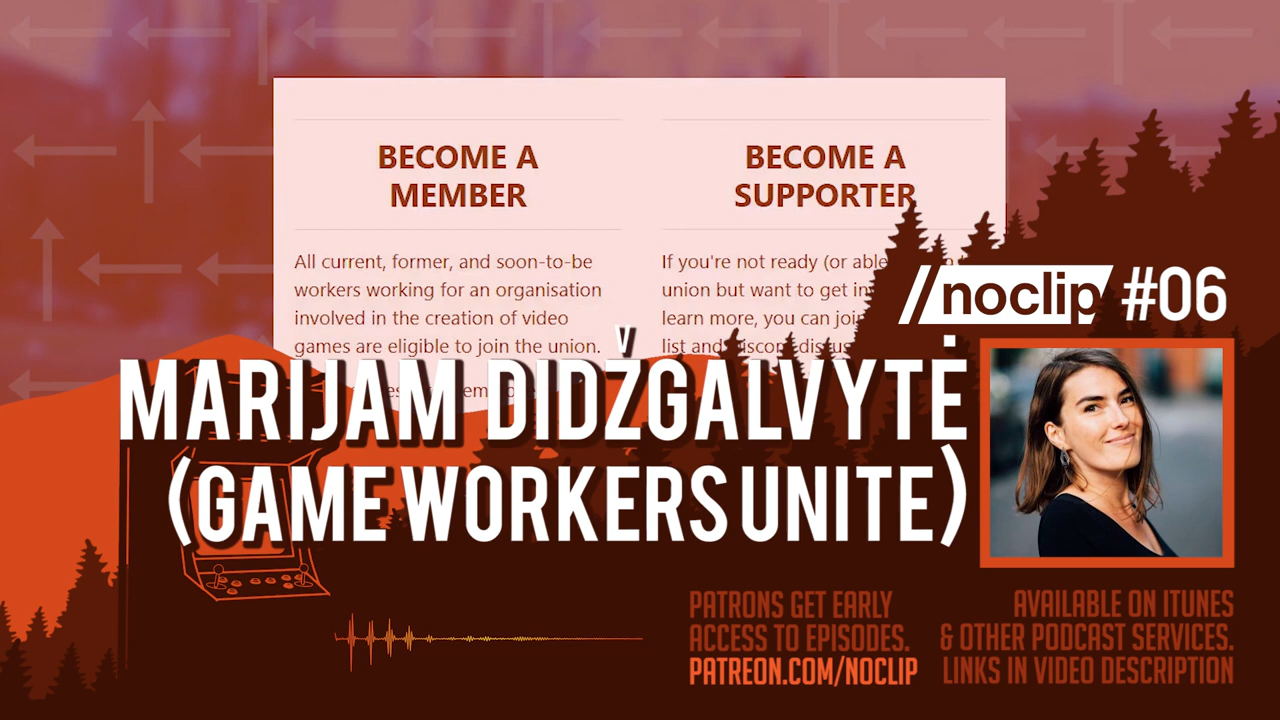 BECOME A
MEMBER
All current, former, and soon-to-be
workers working for an organisation
involved in the creation of video
games are eligible to join the union.
BECOME A
SUPPORTER
If you're not ready (or able
union but want to get in
learn more, you can joi
list and
//noclip #06
MARIJAM DIDŽGALVYTĖ
(GAME WORKERS UNITE)
PATRONS GET EARLY
ACCESS TO EPISODES.
PATREON.COM/NOCLIP
AVAILABLE ON ITUNES
& OTHER PODCAST SERVICES.
LINKS IN VIDEO DESCRIPTION